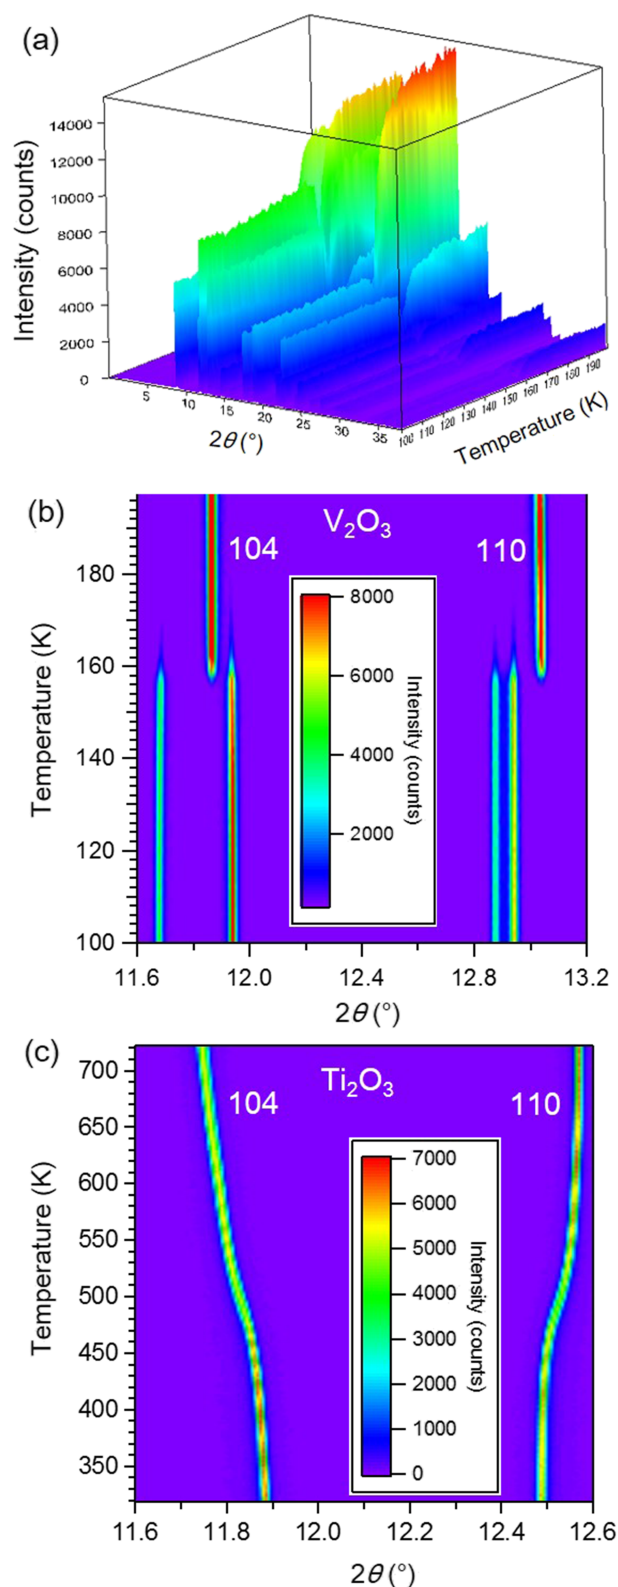 (a)
14000
12000
10000
8000
6000
4000
2000
0
Intensity (counts)
5
10
15
20
25
30
35
2θ (°)
100 110 120 130 140 150 160 170 180 190
Temperature (K)
(b)
V₂O₃
104
110
180
160
140
120
100
Temperature (K)
8000
6000
4000
2000
Intensity (counts)
11.6 12.0 12.4 12.8 13.2
2θ (°)
(c)
Ti₂O₃
104
110
700
650
600
550
500
450
400
350
Temperature (K)
7000
6000
5000
4000
3000
2000
1000
0
Intensity (counts)
11.6 11.8 12.0 12.2 12.4 12.6
2θ (°)